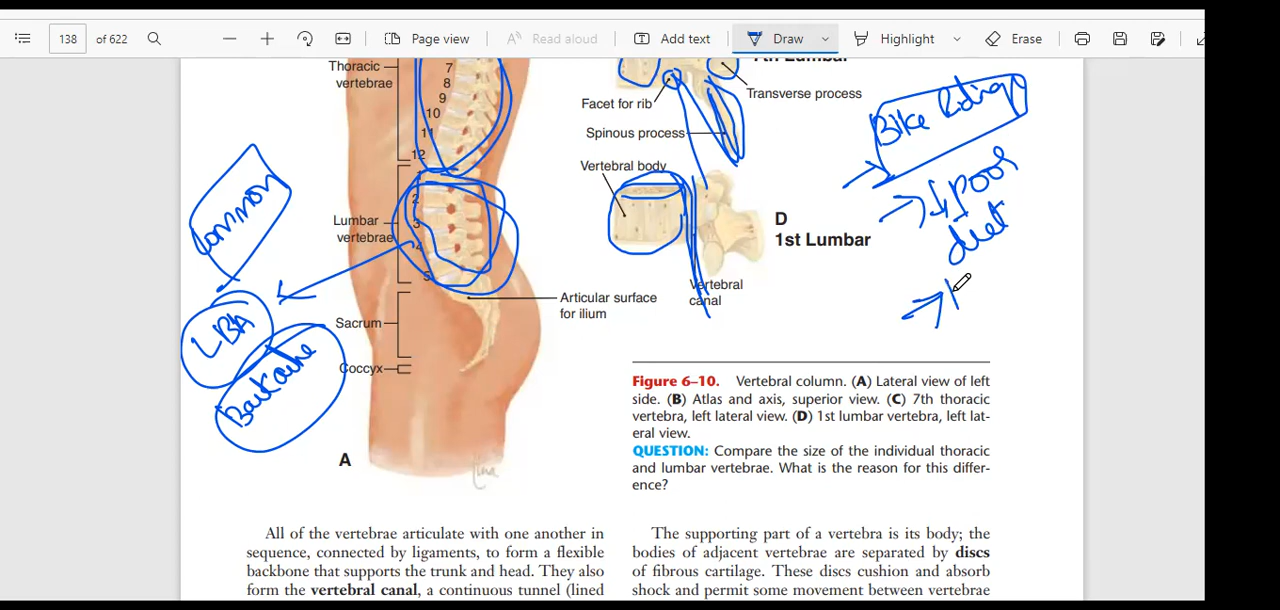 138 of 622
Page view
Read aloud
Add text
Draw
Highlight
Erase
Thoracic
vertebrae
7
8
9
10
11
12
1
2
3
4
5
Lumbar
vertebrae
Sacrum
Coccyx
A
Articular surface
for ilium
Common
LBA
Backache
Transverse process
Facet for rib
Spinous process
Vertebral body
D
1st Lumbar
Vertebral
canal
Bike Riding
Poor
diet
Figure 6–10. Vertebral column. (A) Lateral view of left
side. (B) Atlas and axis, superior view. (C) 7th thoracic
vertebra, left lateral view. (D) 1st lumbar vertebra, left lat-
eral view.
QUESTION: Compare the size of the individual thoracic
and lumbar vertebrae. What is the reason for this differ-
ence?
All of the vertebrae articulate with one another in
sequence, connected by ligaments, to form a flexible
backbone that supports the trunk and head. They also
form the vertebral canal, a continuous tunnel (lined
The supporting part of a vertebra is its body; the
bodies of adjacent vertebrae are separated by discs
of fibrous cartilage. These discs cushion and absorb
shock and permit some movement between vertebrae